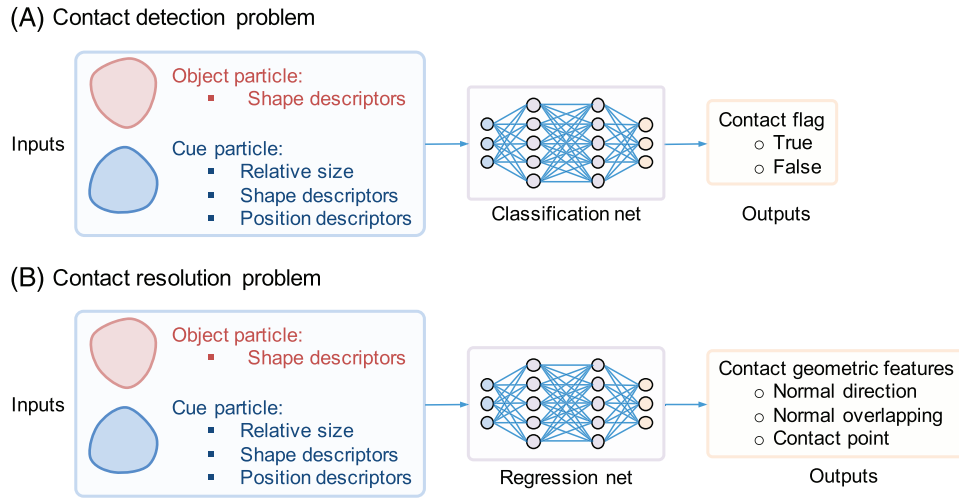 (A) Contact detection problem
Inputs
Object particle:
▪ Shape descriptors
Cue particle:
▪ Relative size
▪ Shape descriptors
▪ Position descriptors
Classification net
Contact flag
○ True
○ False
Outputs
(B) Contact resolution problem
Inputs
Object particle:
▪ Shape descriptors
Cue particle:
▪ Relative size
▪ Shape descriptors
▪ Position descriptors
Regression net
Contact geometric features
○ Normal direction
○ Normal overlapping
○ Contact point
Outputs